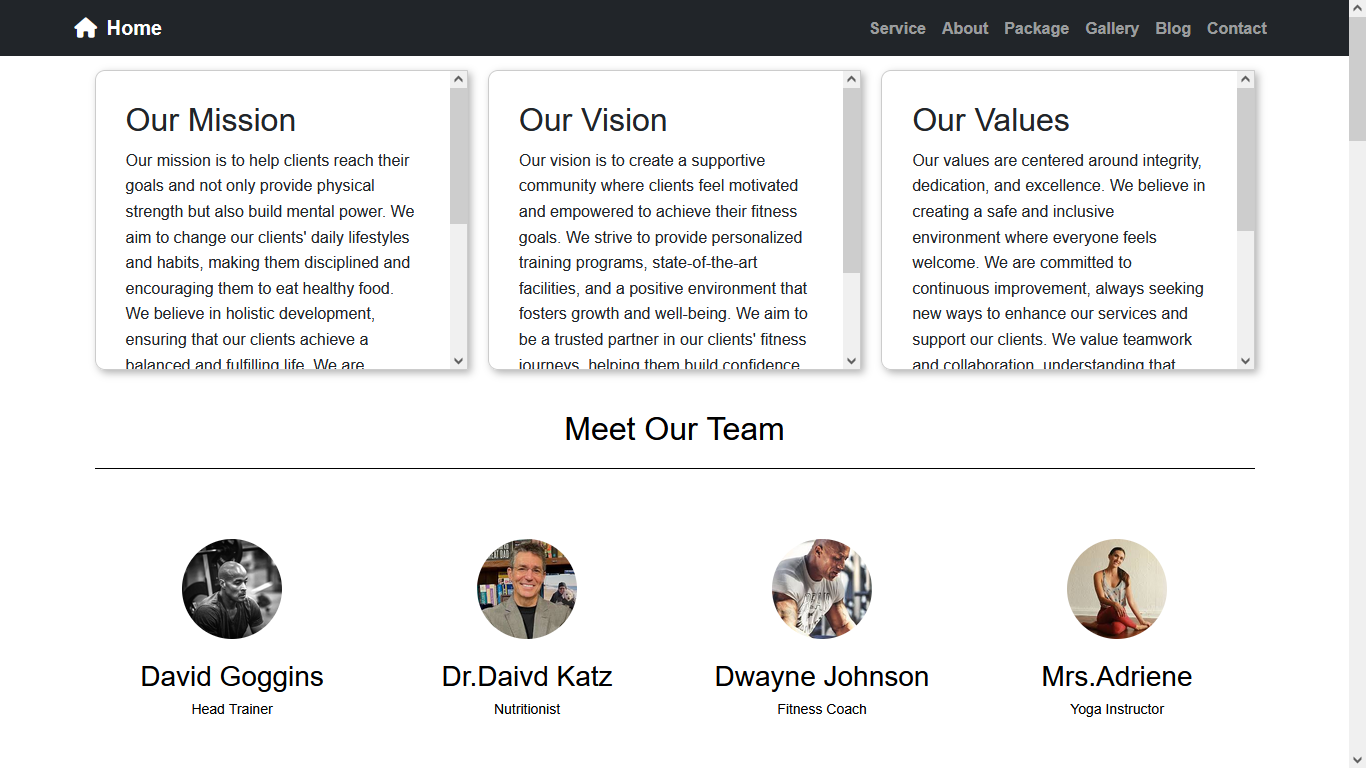 Home
Service About Package Gallery Blog Contact
Our Mission
Our mission is to help clients reach their
goals and not only provide physical
strength but also build mental power. We
aim to change our clients' daily lifestyles
and habits, making them disciplined and
encouraging them to eat healthy food.
We believe in holistic development,
ensuring that our clients achieve a
balanced and fulfilling life. We are
Our Vision
Our vision is to create a supportive
community where clients feel motivated
and empowered to achieve their fitness
goals. We strive to provide personalized
training programs, state-of-the-art
facilities, and a positive environment that
fosters growth and well-being. We aim to
be a trusted partner in our clients' fitness
journeys, helping them build confidence
Our Values
Our values are centered around integrity,
dedication, and excellence. We believe in
creating a safe and inclusive
environment where everyone feels
welcome. We are committed to
continuous improvement, always seeking
new ways to enhance our services and
support our clients. We value teamwork
and collaboration, understanding that
Meet Our Team
David Goggins
Head Trainer
Dr.Daivd Katz
Nutritionist
Dwayne Johnson
Fitness Coach
Mrs.Adriene
Yoga Instructor